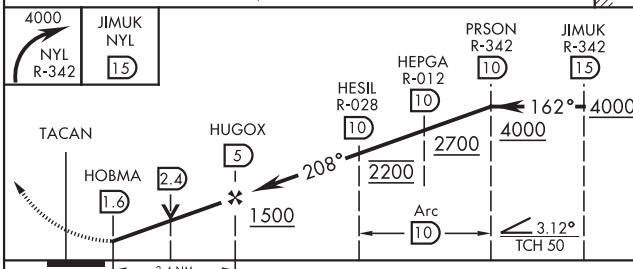 4000
NYL
R-342
JIMUK
NYL
15
TACAN
HOBMA
1.6
2.4
HUGOX
5
1500
208°
HESIL
R-028
10
2200
HEPGA
R-012
10
2700
PRSON
R-342
10
4000
162°
JIMUK
R-342
15
4000
Arc
10
3.12°
TCH 50